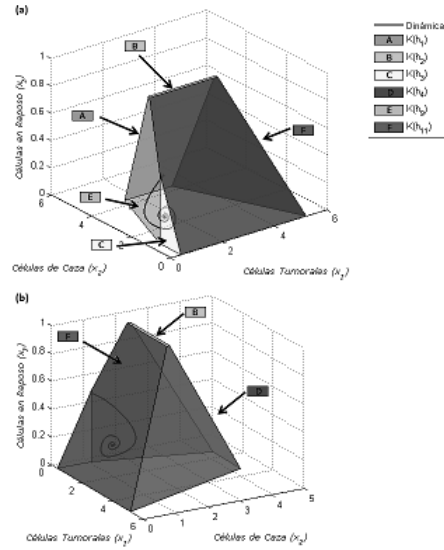 (a)
B
A
E
C
F
Células en Reposo (x3)
1
0.8
0.6
0.4
0.2
0
6
4
2
0
Células de Caza (x2)
0
2
4
6
Células Tumorales (x1)
Dinámica
A K(h1)
B K(h2)
C K(h3)
D K(h4)
E
F K(h11)
(b)
F
B
D
Células en Reposo (x3)
1
0.8
0.6
0.4
0.2
0
0
2
4
6
Células Tumorales (x1)
0
1
2
3
4
5
Células de Caza (x2)